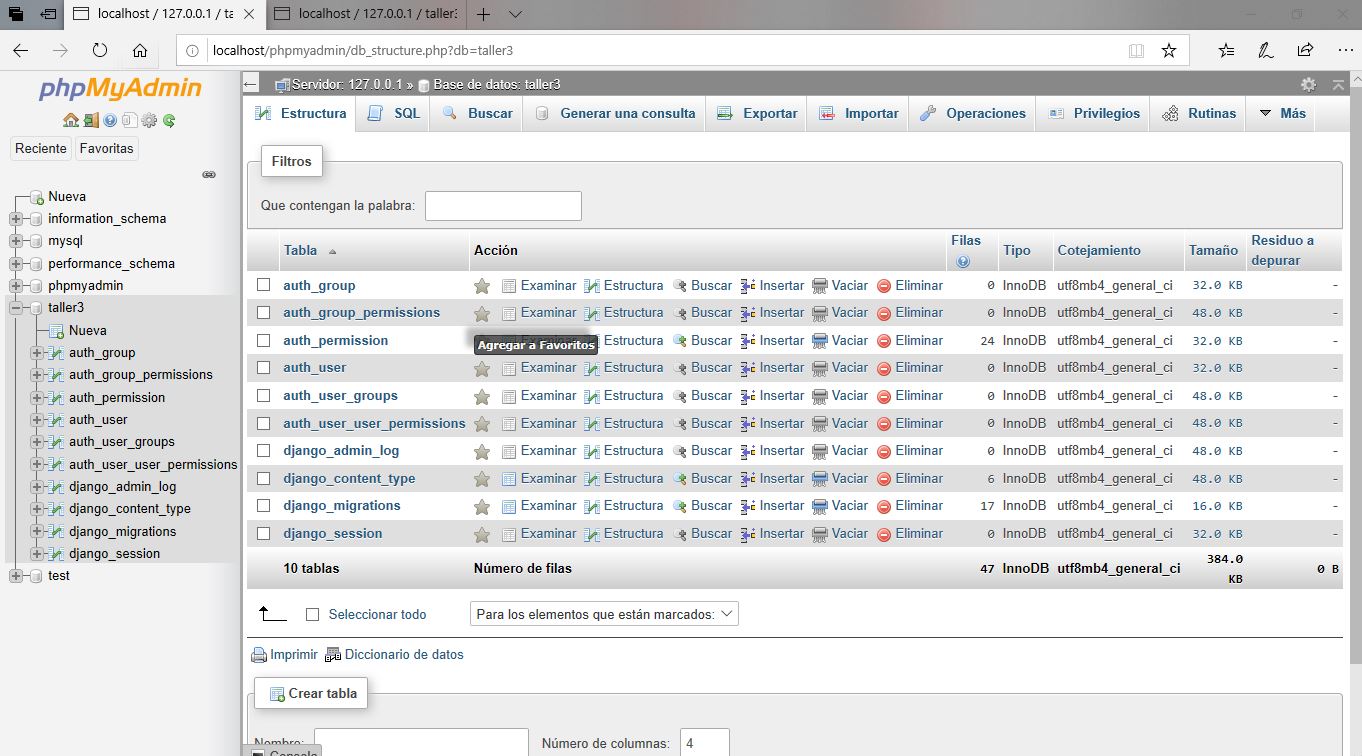 localhost / 127.0.0.1 / ta
localhost / 127.0.0.1 / taller3
localhost/phpmyadmin/db_structure.php?db=taller3
phpMyAdmin
Reciente Favoritas
Nueva
information_schema
mysql
performance_schema
phpmyadmin
taller3
Nueva
auth_group
auth_group_permissions
auth_permission
auth_user
auth_user_groups
auth_user_user_permissions
django_admin_log
django_content_type
django_migrations
django_session
test
Servidor: 127.0.0.1 » Base de datos: taller3
Estructura SQL Buscar Generar una consulta Exportar Importar Operaciones Privilegios Rutinas Más
Filtros
Que contengan la palabra:
Tabla Acción Filas Tipo Cotejamiento Tamaño Residuo a depurar
auth_group Examinar Estructura Buscar Insertar Vaciar Eliminar 0 InnoDB utf8mb4_general_ci 32.0 KB -
auth_group_permissions Examinar Estructura Buscar Insertar Vaciar Eliminar 0 InnoDB utf8mb4_general_ci 48.0 KB -
auth_permission Examinar Estructura Buscar Insertar Vaciar Eliminar 24 InnoDB utf8mb4_general_ci 32.0 KB -
Agregar a Favoritos
auth_user Examinar Estructura Buscar Insertar Vaciar Eliminar 0 InnoDB utf8mb4_general_ci 32.0 KB -
auth_user_groups Examinar Estructura Buscar Insertar Vaciar Eliminar 0 InnoDB utf8mb4_general_ci 48.0 KB -
auth_user_user_permissions Examinar Estructura Buscar Insertar Vaciar Eliminar 0 InnoDB utf8mb4_general_ci 48.0 KB -
django_admin_log Examinar Estructura Buscar Insertar Vaciar Eliminar 0 InnoDB utf8mb4_general_ci 48.0 KB -
django_content_type Examinar Estructura Buscar Insertar Vaciar Eliminar 6 InnoDB utf8mb4_general_ci 48.0 KB -
django_migrations Examinar Estructura Buscar Insertar Vaciar Eliminar 17 InnoDB utf8mb4_general_ci 16.0 KB -
django_session Examinar Estructura Buscar Insertar Vaciar Eliminar 0 InnoDB utf8mb4_general_ci 32.0 KB -
10 tablas Número de filas 47 InnoDB utf8mb4_general_ci 384.0 KB 0 B
Seleccionar todo Para los elementos que están marcados:
Imprimir Diccionario de datos
Crear tabla
Nombre: Número de columnas: 4
Consola